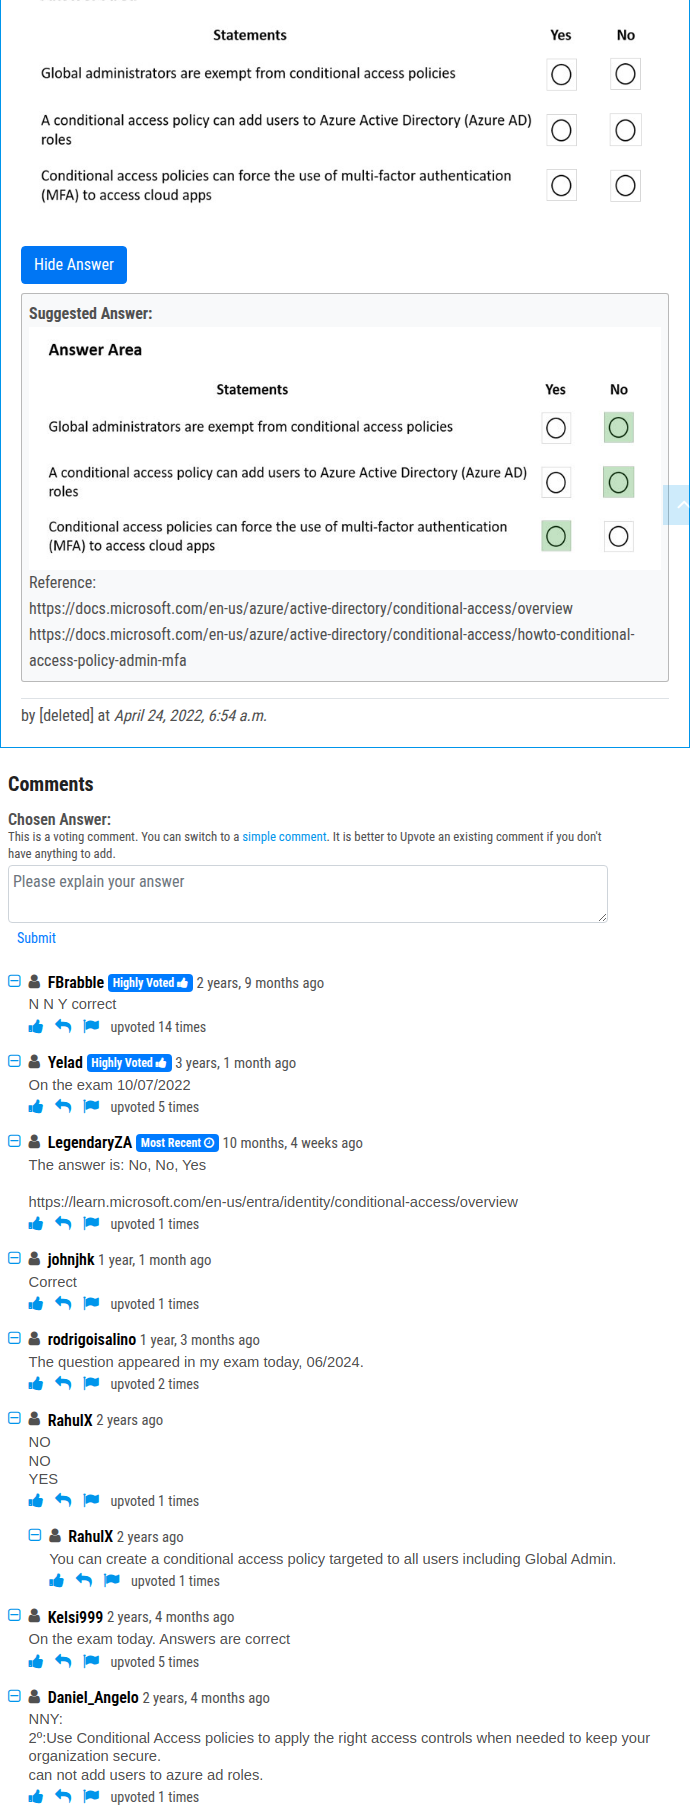 Statements Yes No
Global administrators are exempt from conditional access policies
A conditional access policy can add users to Azure Active Directory (Azure AD)
roles
Conditional access policies can force the use of multi-factor authentication
(MFA) to access cloud apps
Hide Answer
Suggested Answer:
Answer Area
Statements Yes No
Global administrators are exempt from conditional access policies
A conditional access policy can add users to Azure Active Directory (Azure AD)
roles
Conditional access policies can force the use of multi-factor authentication
(MFA) to access cloud apps
Reference:
https://docs.microsoft.com/en-us/azure/active-directory/conditional-access/overview
https://docs.microsoft.com/en-us/azure/active-directory/conditional-access/howto-conditional-
access-policy-admin-mfa
by [deleted] at April 24, 2022, 6:54 a.m.
Comments
Chosen Answer:
This is a voting comment. You can switch to a simple comment. It is better to Upvote an existing comment if you don't
have anything to add.
Please explain your answer
Submit
FBrabble Highly Voted 2 years, 9 months ago
N N Y correct
upvoted 14 times
Yelad Highly Voted 3 years, 1 month ago
On the exam 10/07/2022
upvoted 5 times
LegendaryZA Most Recent 10 months, 4 weeks ago
The answer is: No, No, Yes
https://learn.microsoft.com/en-us/entra/identity/conditional-access/overview
upvoted 1 times
johnjhk 1 year, 1 month ago
Correct
upvoted 1 times
rodrigoisalino 1 year, 3 months ago
The question appeared in my exam today, 06/2024.
upvoted 2 times
RahulX 2 years ago
NO
NO
YES
upvoted 1 times
RahulX 2 years ago
You can create a conditional access policy targeted to all users including Global Admin.
upvoted 1 times
Kelsi999 2 years, 4 months ago
On the exam today. Answers are correct
upvoted 5 times
Daniel_Angelo 2 years, 4 months ago
NNY:
2º:Use Conditional Access policies to apply the right access controls when needed to keep your
organization secure.
can not add users to azure ad roles.
upvoted 1 times